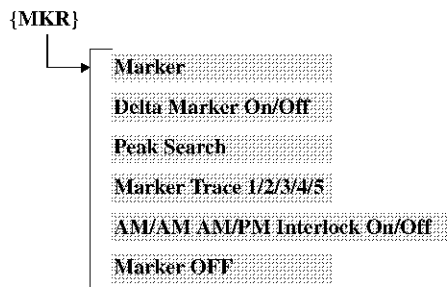 {MKR}
Marker
Delta Marker On/Off
Peak Search
Marker Trace 1/2/3/4/5
AM/AM AM/PM Interlock On/Off
Marker OFF